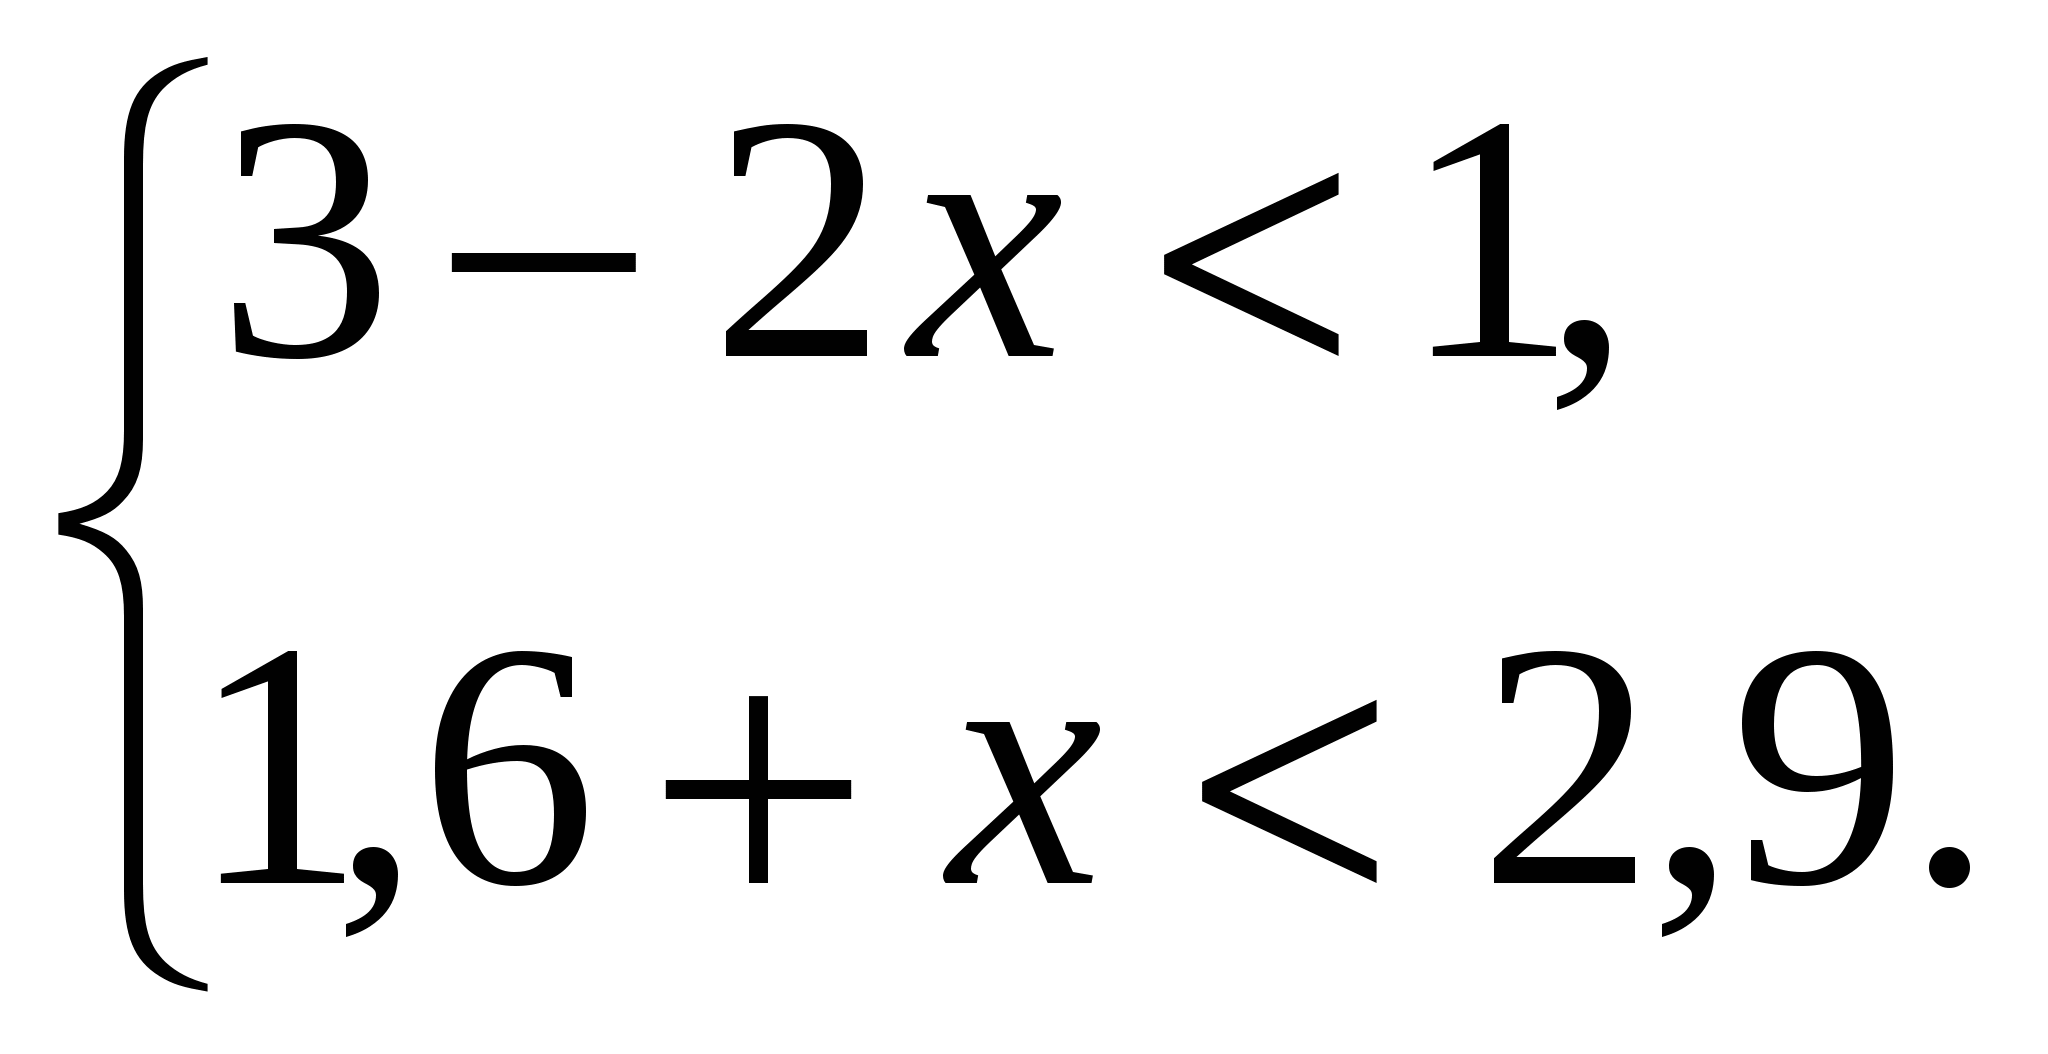 3 − 2x < 1,
1,6 + x < 2,9.